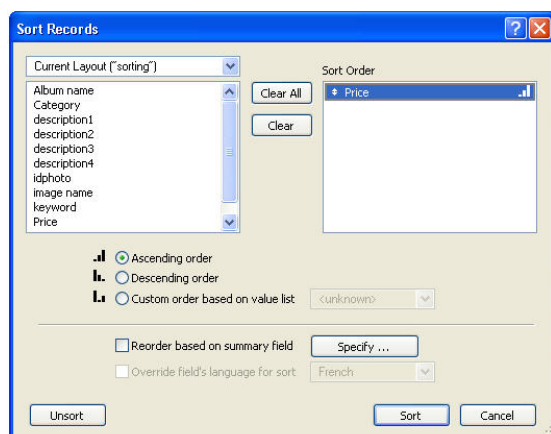 Sort Records
Current Layout ("sorting")
Sort Order
Album name
Category
description1
description2
description3
description4
idphoto
image name
keyword
Price
Clear All
Clear
Price
Ascending order
Descending order
Custom order based on value list
<unknown>
Reorder based on summary field
Specify ...
Override field's language for sort
French
Unsort
Sort
Cancel